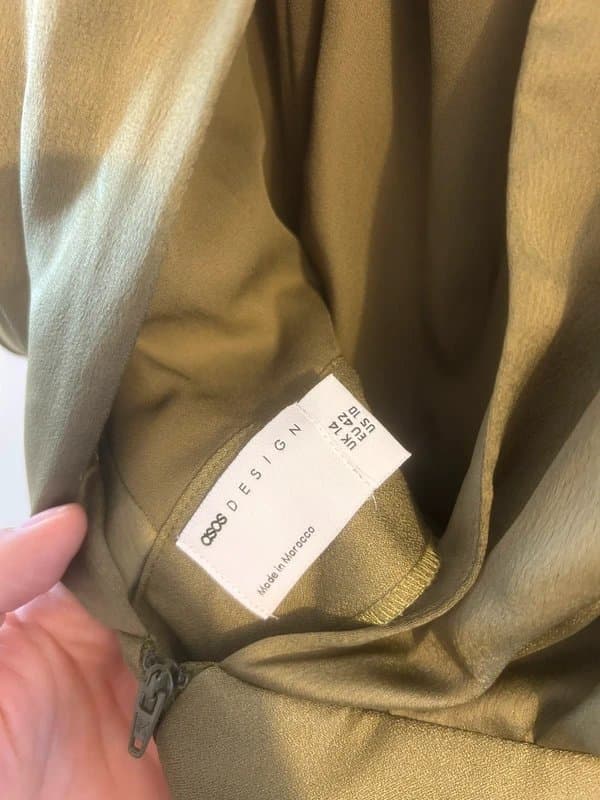 asos DESIGN
UK 14
EU 42
US 10
Made in Morocco